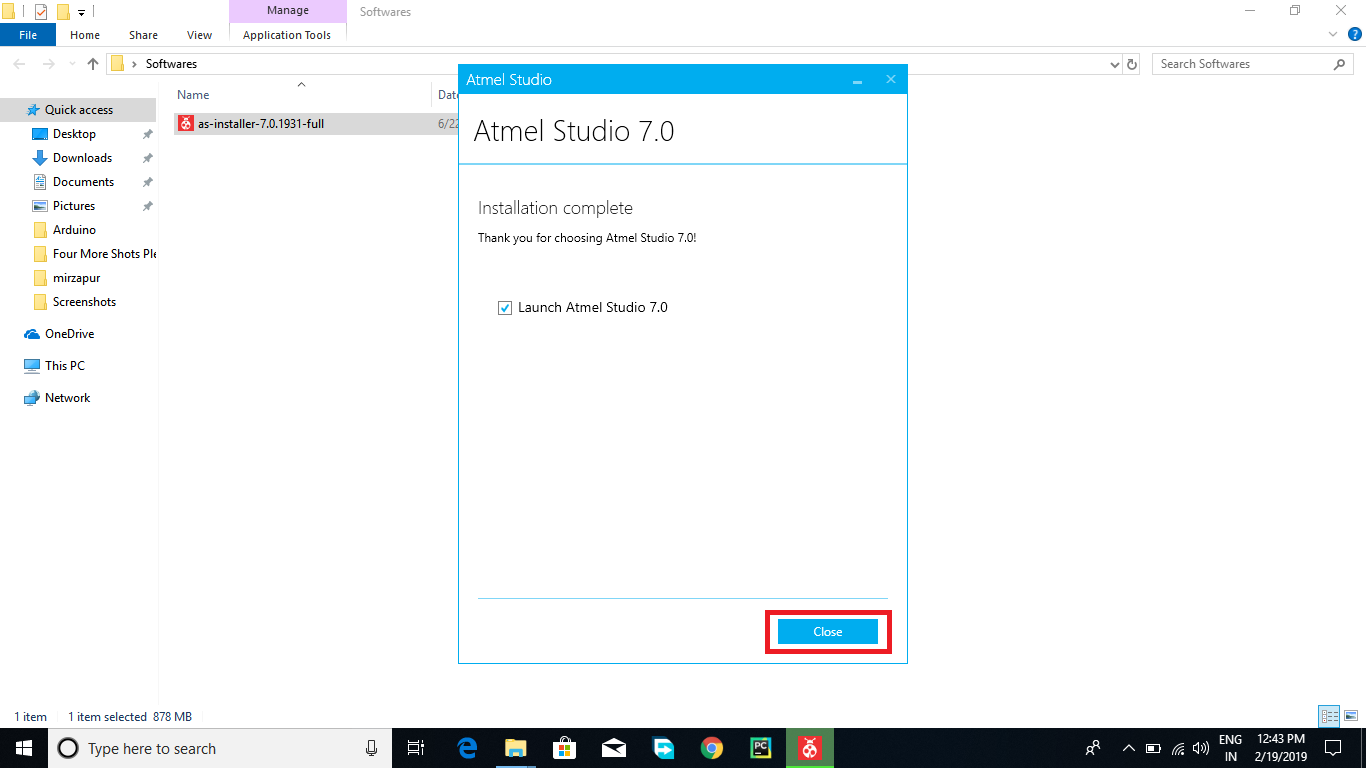 Manage
Softwares
File
Home
Share
View
Application Tools
Softwares
Search Softwares
Name
Date
as-installer-7.0.1931-full
6/22
Quick access
Desktop
Downloads
Documents
Pictures
Arduino
Four More Shots Ple
mirzapur
Screenshots
OneDrive
This PC
Network
Atmel Studio
Atmel Studio 7.0
Installation complete
Thank you for choosing Atmel Studio 7.0!
Launch Atmel Studio 7.0
Close
1 item
1 item selected 878 MB
Type here to search
PC
ENG
IN
12:43 PM
2/19/2019